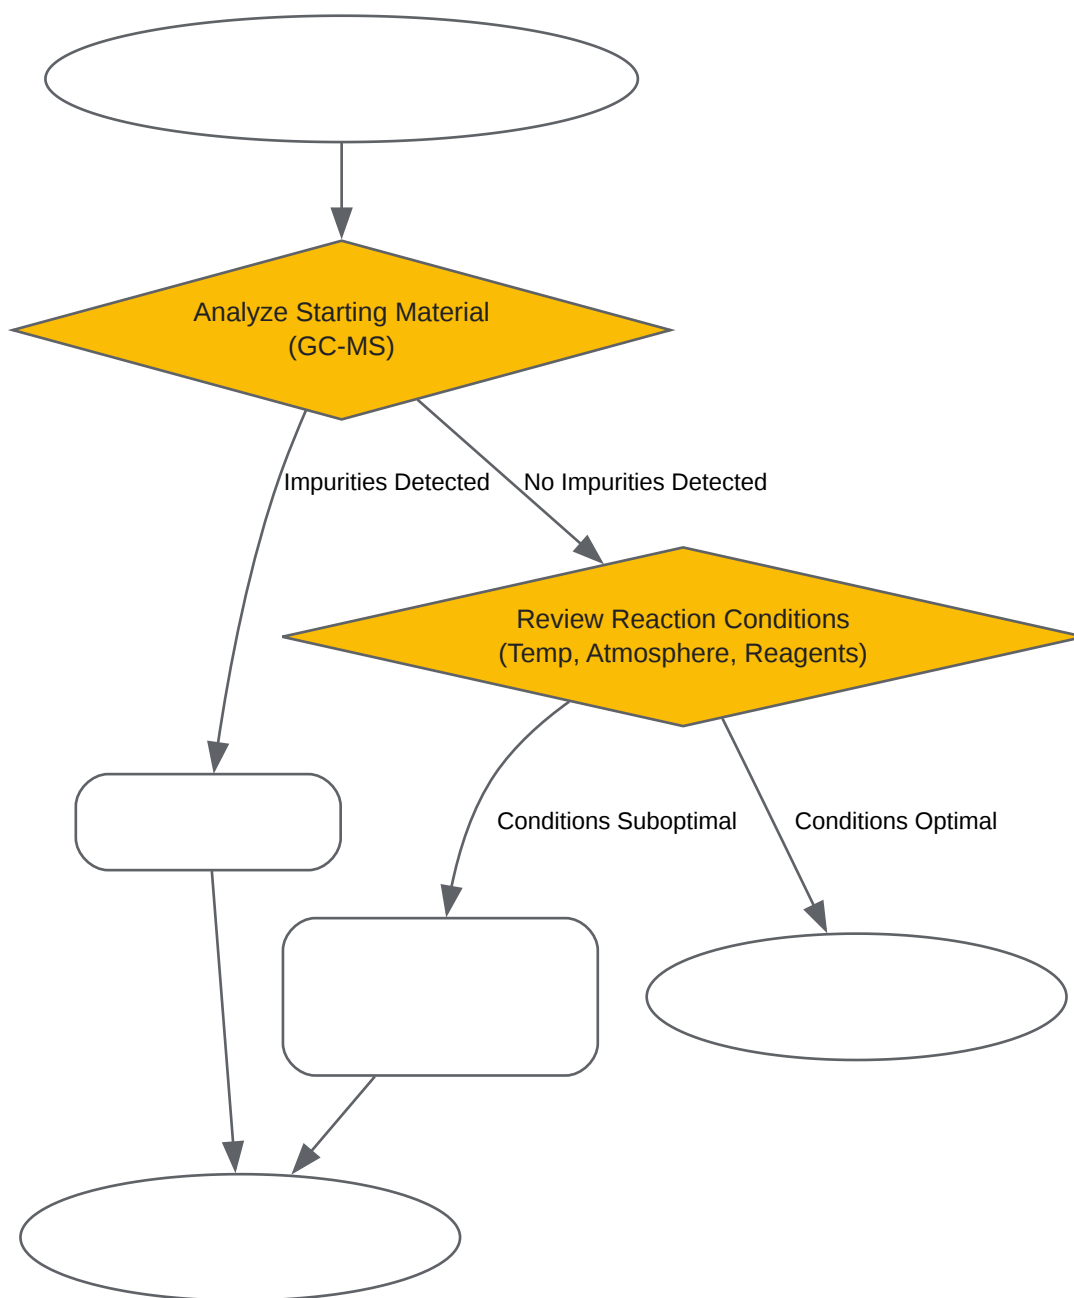 Analyze Starting Material
(GC-MS)
Impurities Detected
No Impurities Detected
Review Reaction Conditions
(Temp, Atmosphere, Reagents)
Conditions Suboptimal
Conditions Optimal